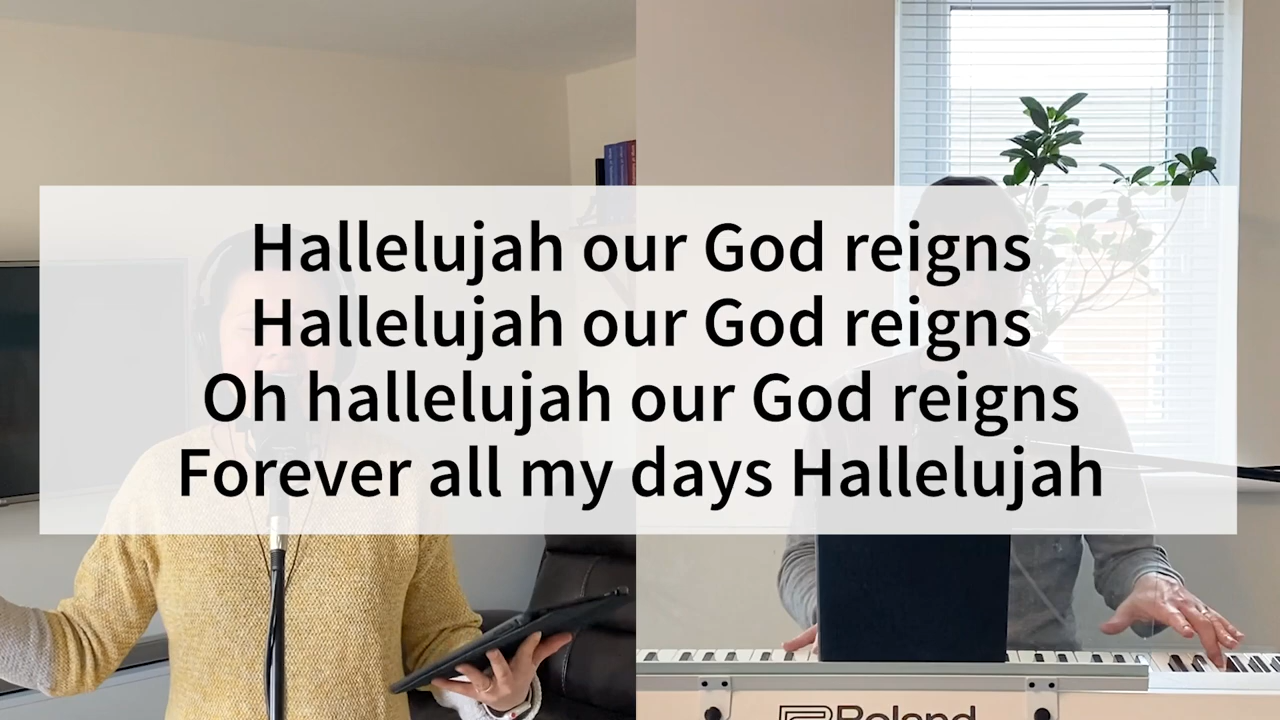 Hallelujah our God reigns
Hallelujah our God reigns
Oh hallelujah our God reigns
Forever all my days Hallelujah
Roland